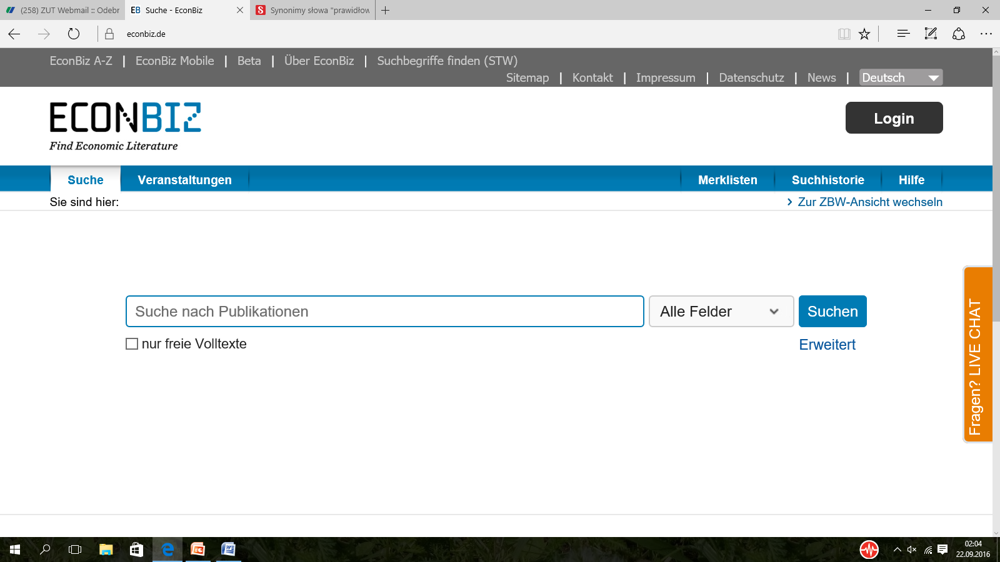 (258) ZUT Webmail :: Odebr
EB Suche - EconBiz
S Synonimy słowa "prawidłow
econbiz.de
EconBiz A-Z | EconBiz Mobile | Beta | Über EconBiz | Suchbegriffe finden (STW)
Sitemap | Kontakt | Impressum | Datenschutz | News | Deutsch
ECONBIZ
Login
Find Economic Literature
Suche Veranstaltungen Merklisten Suchhistorie Hilfe
Sie sind hier: Zur ZBW-Ansicht wechseln
Suche nach Publikationen Alle Felder Suchen
nur freie Volltexte Erweitert
Fragen? LIVE CHAT
02:04
22.09.2016